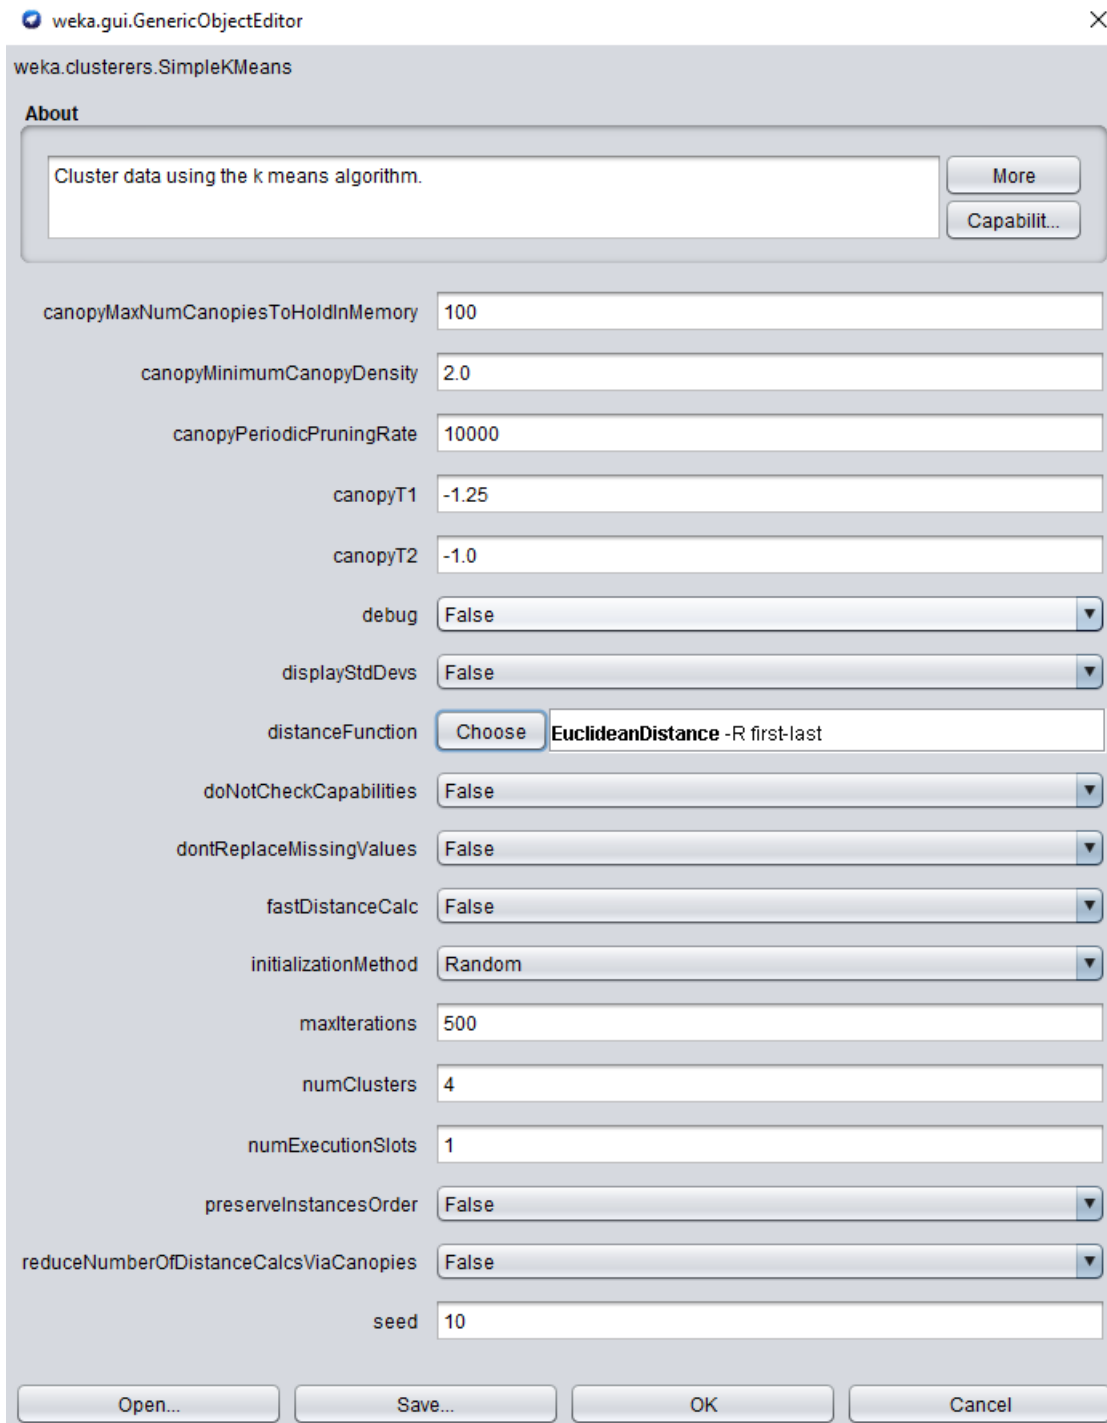 weka.gui.GenericObjectEditor
weka.clusterers.SimpleKMeans
About
Cluster data using the k means algorithm.
More
Capabilit...
canopyMaxNumCanopiesToHoldInMemory 100
canopyMinimumCanopyDensity 2.0
canopyPeriodicPruningRate 10000
canopyT1 -1.25
canopyT2 -1.0
debug False
displayStdDevs False
distanceFunction Choose EuclideanDistance -R first-last
doNotCheckCapabilities False
dontReplaceMissingValues False
fastDistanceCalc False
initializationMethod Random
maxIterations 500
numClusters 4
numExecutionSlots 1
preserveInstancesOrder False
reduceNumberOfDistanceCalcsViaCanopies False
seed 10
Open... Save... OK Cancel